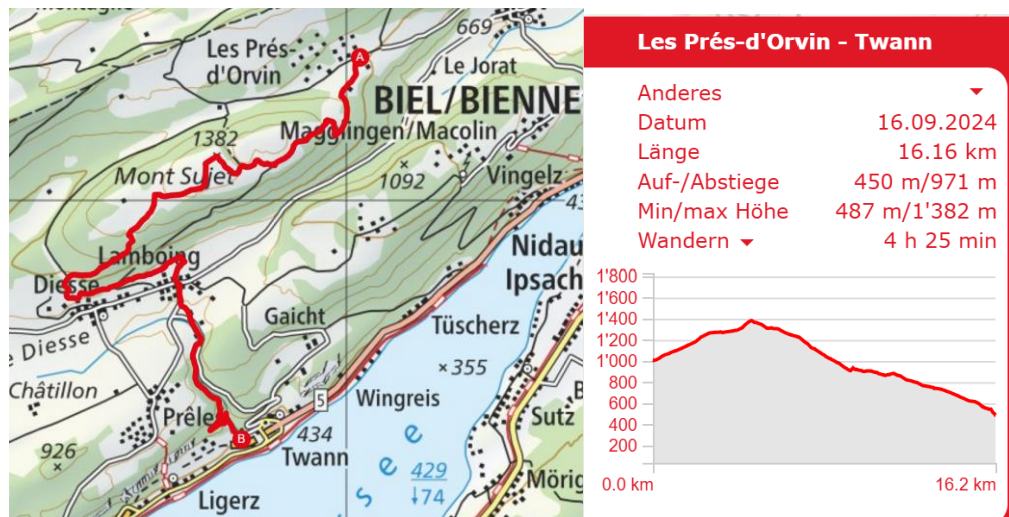 669
Les Prés-
d'Orvin
A
Le Jorat
BIEL/BIENNE
Magglingen/Macolin
1382
Mont Sujet
1092
Vingelz
43
Nidau
Ipsach
Lamboing
Diesse
Gaicht
Tüscherz
Diesse
355
Châtillon
5
Wingreis
Prêles
Sutz
B
434
926
Twann
see
429
74
Mörig
Ligerz
Les Prés-d'Orvin - Twann
Anderes
Datum 16.09.2024
Länge 16.16 km
Auf-/Abstiege 450 m/971 m
Min/max Höhe 487 m/1'382 m
Wandern 4 h 25 min
1'800
1'600
1'400
1'200
1'000
800
600
400
200
0.0 km 16.2 km